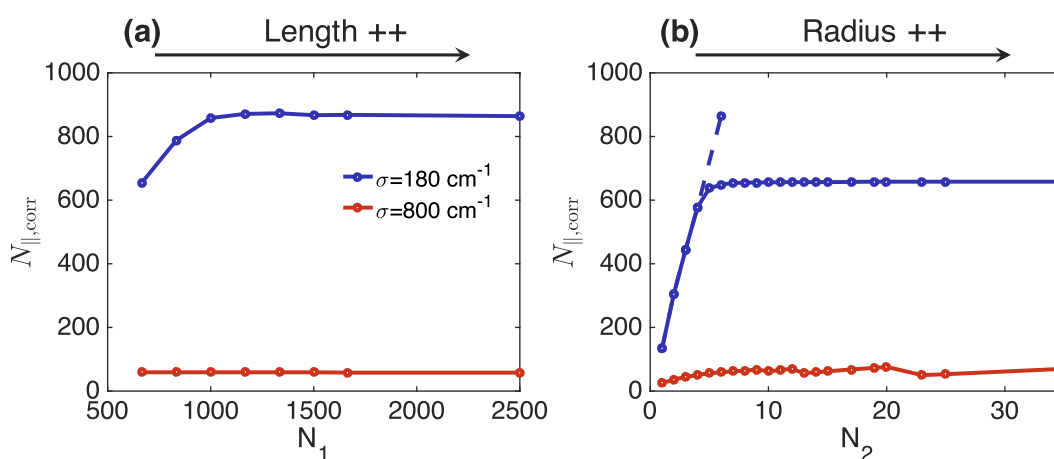 (a) Length ++
1000
800
600
400
200
0
N||,corr
500 1000 1500 2000 2500
N1
σ=180 cm-1
σ=800 cm-1
(b) Radius ++
1000
800
600
400
200
0
N||,corr
0 10 20 30
N2